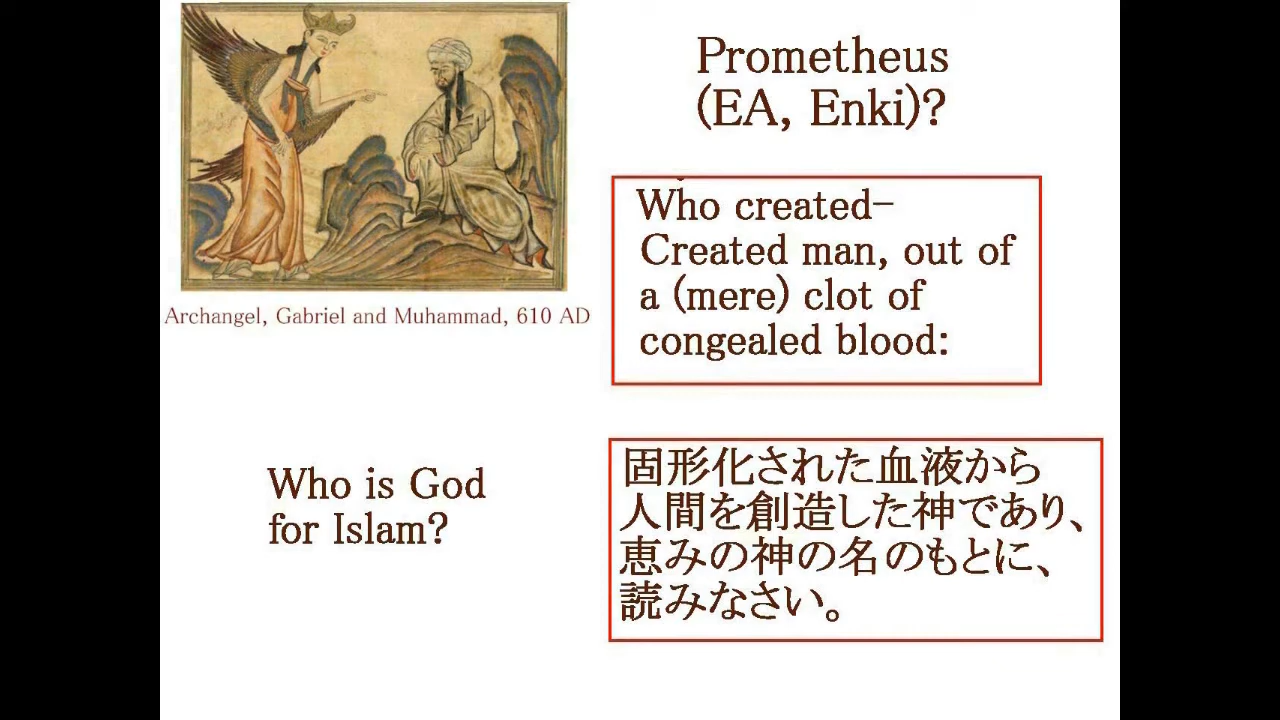 Prometheus
(EA, Enki)?
Who created-
Created man, out of
a (mere) clot of
congealed blood:
Archangel, Gabriel and Muhammad, 610 AD
Who is God
for Islam?
固形化された血液から
人間を創造した神であり、
恵みの神の名のもとに、
読みなさい。